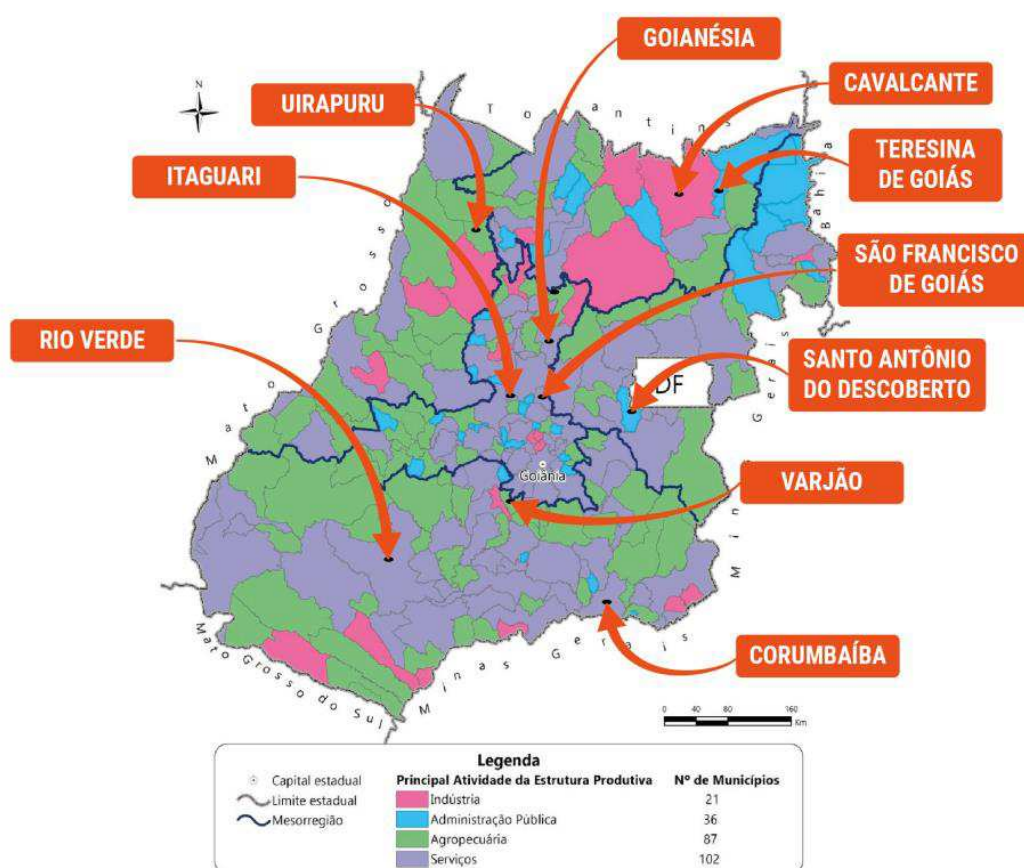 GOIANÉSIA
CAVALCANTE
UIRAPURU
TERESINA
DE GOIÁS
ITAGUARI
SÃO FRANCISCO
DE GOIÁS
RIO VERDE
SANTO ANTÔNIO
DO DESCOBERTO
VARJÃO
CORUMBAÍBA
N
Tocantins
Bahia
Mato Grosso
Minas Gerais
DF
Goiânia
Mato Grosso do Sul
Minas Gerais
0 40 80 160
Km
Legenda
Capital estadual
Limite estadual
Mesorregião
Principal Atividade da Estrutura Produtiva Nº de Municípios
Indústria 21
Administração Pública 36
Agropecuária 87
Serviços 102